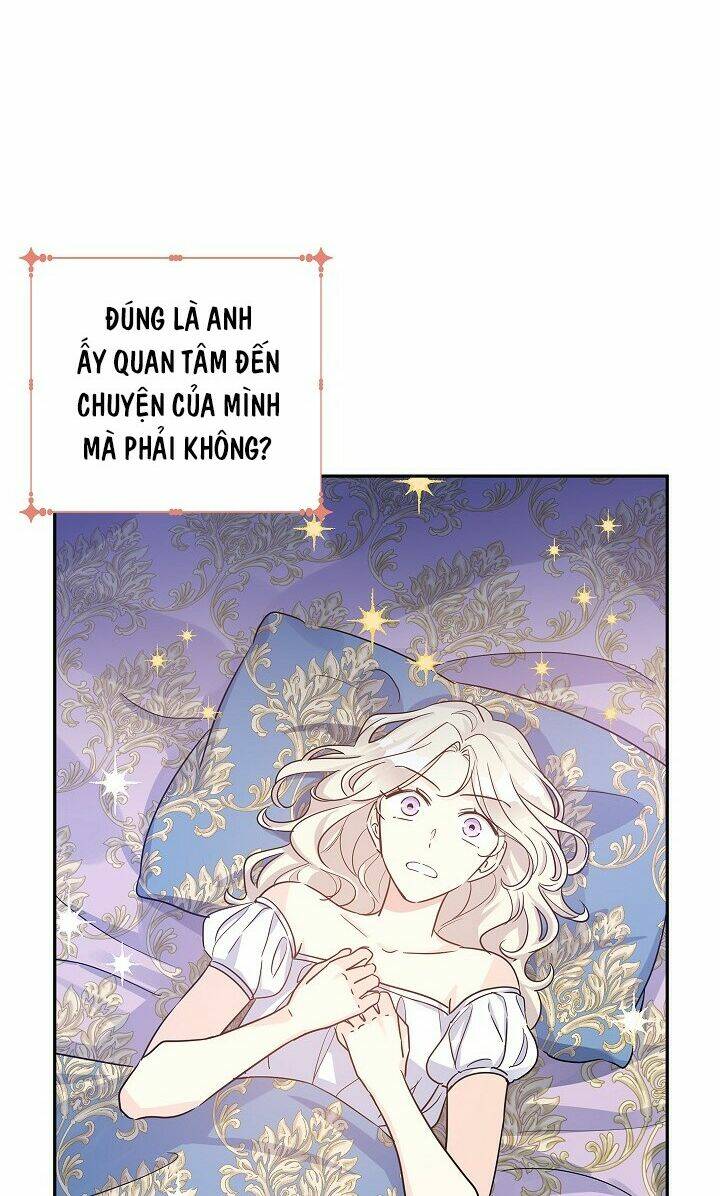 ĐÚNG LÀ ANH
ẤY QUAN TÂM ĐẾN
CHUYỆN CỦA MÌNH
MÀ PHẢI KHÔNG?